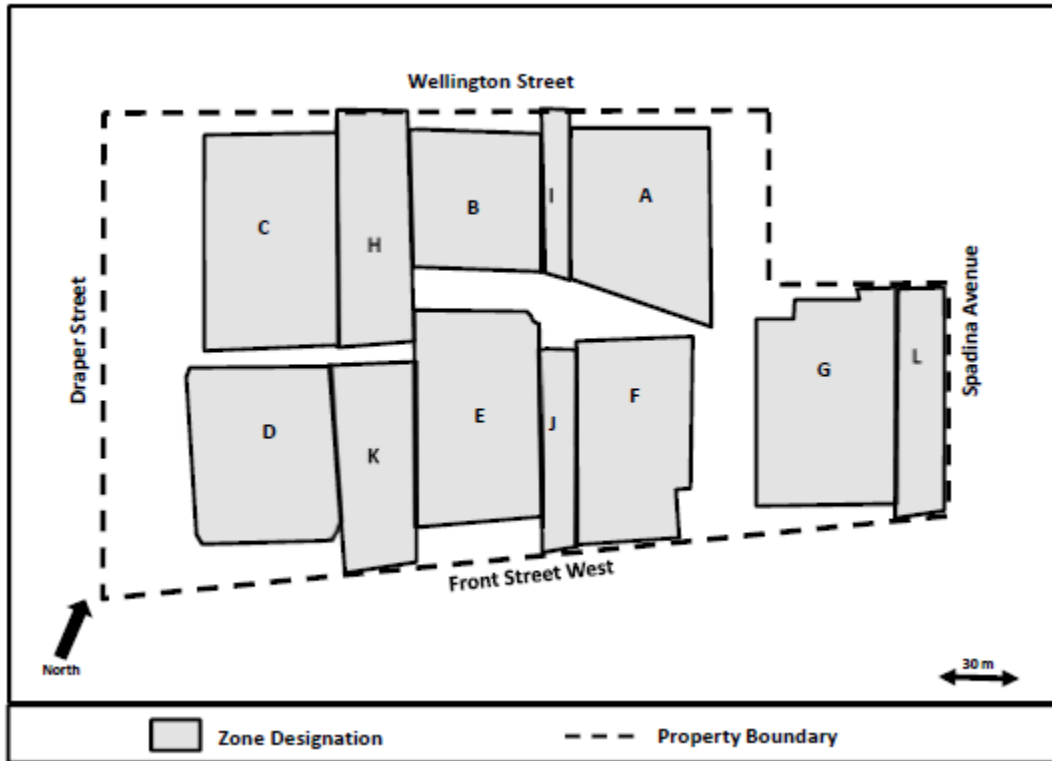 Wellington Street
C
H
B
I
A
Draper Street
Spadina Avenue
D
K
E
J
F
G
L
Front Street West
North
30 m
Zone Designation
Property Boundary